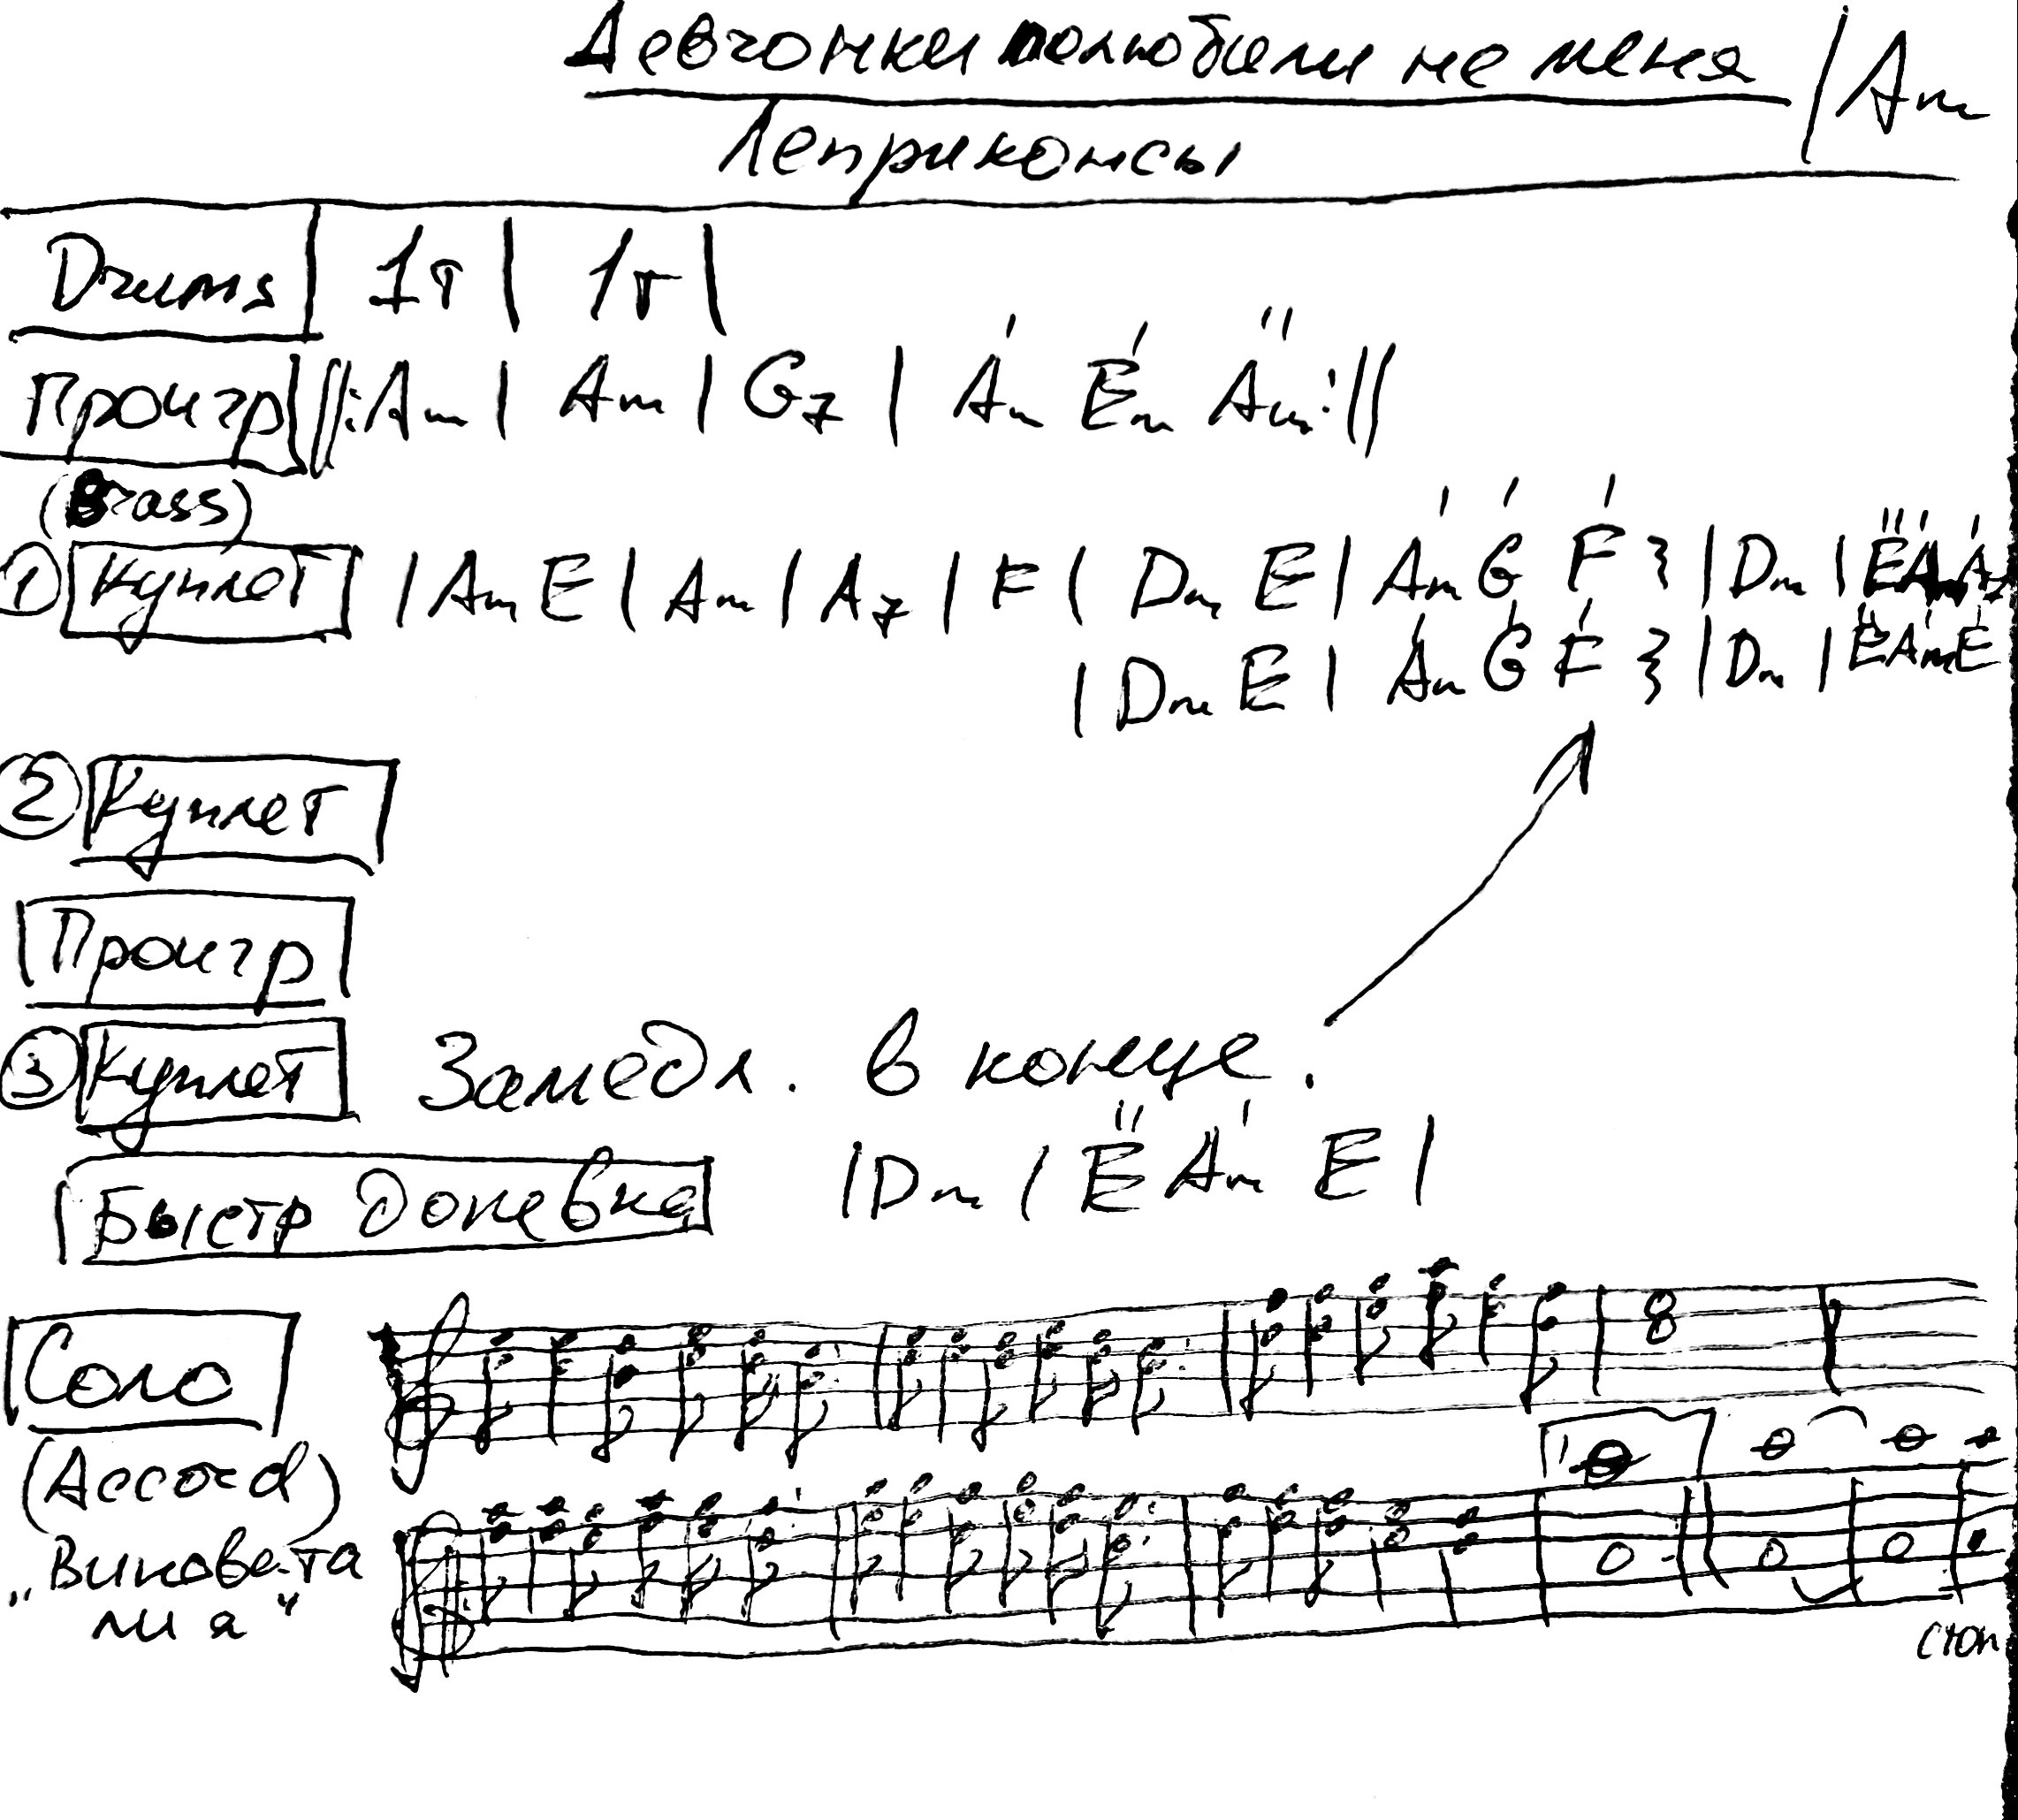 Девчонки полюбили не меня / Am
Леприконсы
Drums | 1т | 1т |
Проигр ||: Am | Am | G7 | Am Em Am :||
(Brass)
① Куплет | Am E | Am | A7 | F | Dm E | Am G F | Dm | E Am A7
| Dm E | Am G F | Dm | E Am E
② Куплет
Проигр
③ Куплет Замедл. в конце.
Быстр допевка | Dm | E Am E |
Соло
(Accord)
„Виновата
ли я“
стоп